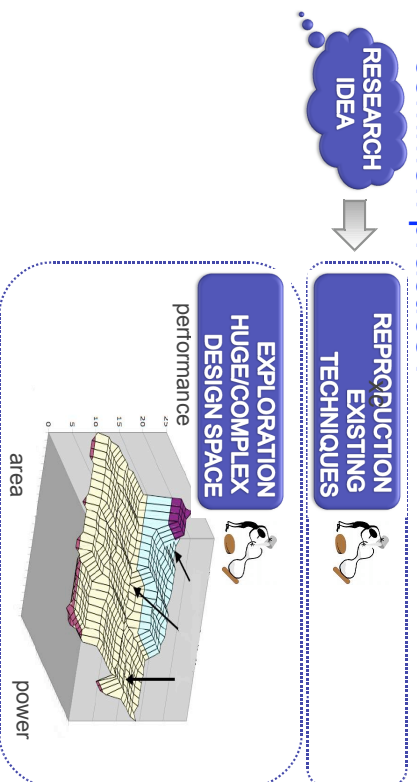 RESEARCH
IDEA
REPRODUCTION
EXISTING
TECHNIQUES
EXPLORATION
HUGE/COMPLEX
DESIGN SPACE
performance
25
20
15
10
5
0
area
power